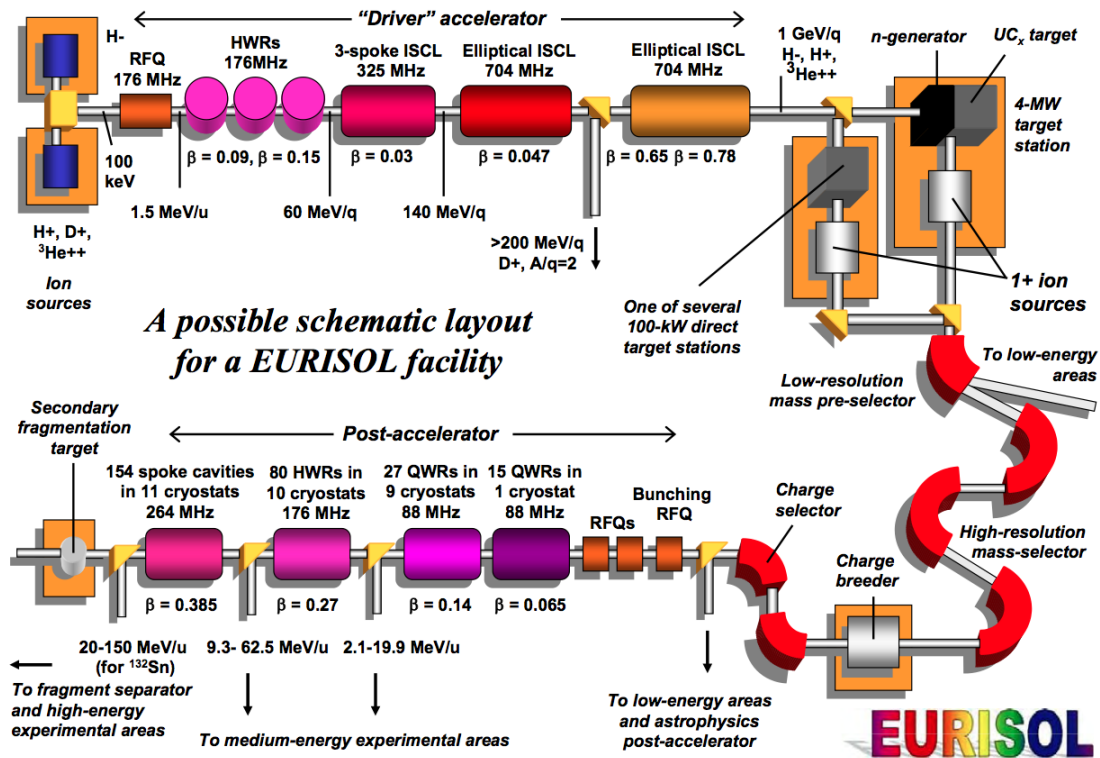 “Driver” accelerator
H-
RFQ
176 MHz
HWRs
176MHz
3-spoke ISCL
325 MHz
Elliptical ISCL
704 MHz
Elliptical ISCL
704 MHz
1 GeV/q
H-, H+,
³He++
n-generator
UCₓ target
4-MW
target
station
100
keV
β = 0.09, β = 0.15
β = 0.03
β = 0.047
β = 0.65 β = 0.78
1.5 MeV/u
60 MeV/q
140 MeV/q
H+, D+,
³He++
Ion
sources
>200 MeV/q
D+, A/q=2
One of several
100-kW direct
target stations
1+ ion
sources
A possible schematic layout
for a EURISOL facility
Low-resolution
mass pre-selector
To low-energy
areas
Secondary
fragmentation
target
Post-accelerator
154 spoke cavities
in 11 cryostats
264 MHz
80 HWRs in
10 cryostats
176 MHz
27 QWRs in
9 cryostats
88 MHz
15 QWRs in
1 cryostat
88 MHz
RFQs
Bunching
RFQ
Charge
selector
High-resolution
mass-selector
Charge
breeder
β = 0.385
β = 0.27
β = 0.14
β = 0.065
20-150 MeV/u
(for ¹³²Sn)
9.3- 62.5 MeV/u
2.1-19.9 MeV/u
To fragment separator
and high-energy
experimental areas
To medium-energy experimental areas
To low-energy areas
and astrophysics
post-accelerator
EURISOL